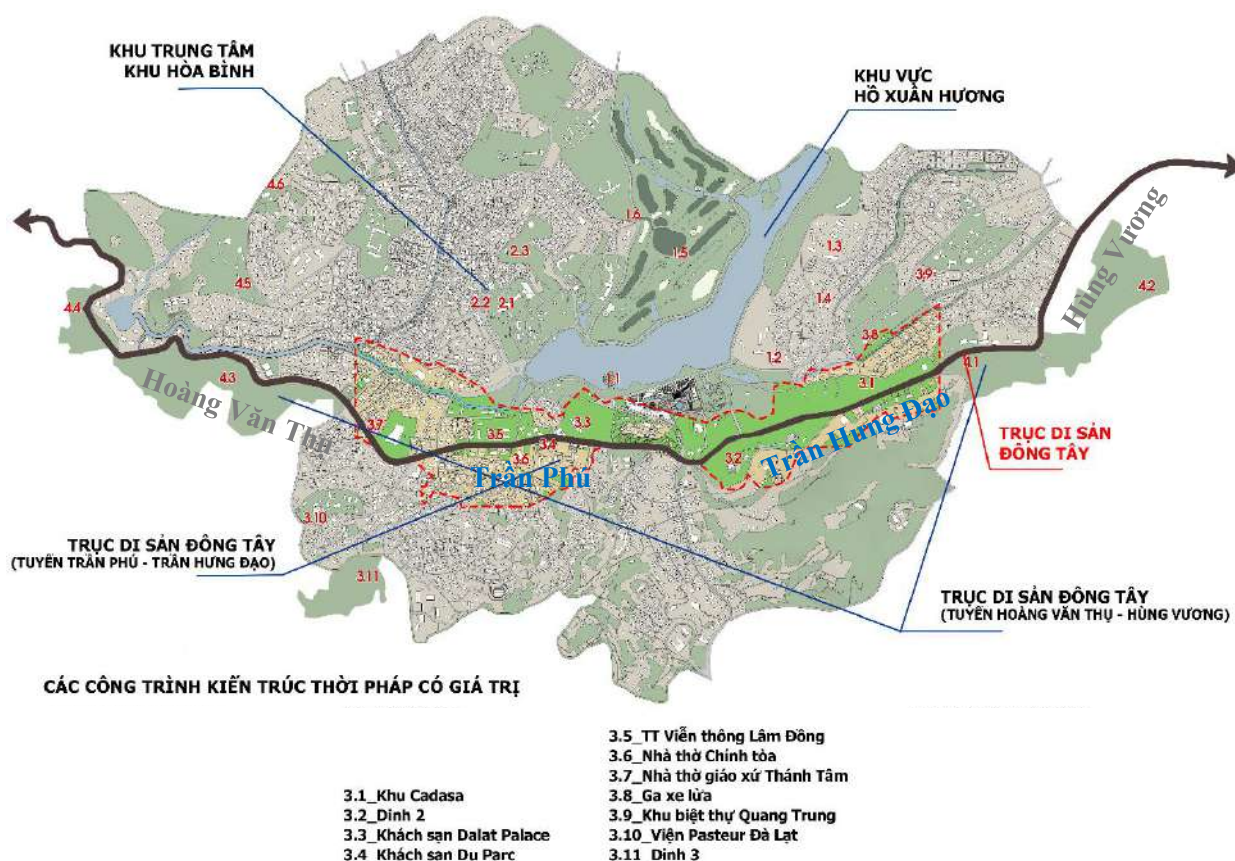 KHU TRUNG TÂM
KHU HÒA BÌNH
KHU VỰC
HỒ XUÂN HƯƠNG
4.6
1.6
2.3
1.5
1.3
3.9
Hùng Vương
4.2
4.5
2.2
2.1
1.4
4.4
3.8
1.2
4.1
4.3
Hoàng Văn Thụ
1.1
3.1
3.7
3.5
3.3
3.4
3.6
3.2
Trần Phú
Trần Hưng Đạo
TRỤC DI SẢN
ĐÔNG TÂY
3.10
TRỤC DI SẢN ĐÔNG TÂY
(TUYẾN TRẦN PHÚ - TRẦN HƯNG ĐẠO)
3.11
TRỤC DI SẢN ĐÔNG TÂY
(TUYẾN HOÀNG VĂN THỤ - HÙNG VƯƠNG)
CÁC CÔNG TRÌNH KIẾN TRÚC THỜI PHÁP CÓ GIÁ TRỊ
3.1_Khu Cadasa
3.2_Dinh 2
3.3_Khách sạn Dalat Palace
3.4_Khách sạn Du Parc
3.5_TT Viễn thông Lâm Đồng
3.6_Nhà thờ Chính tòa
3.7_Nhà thờ giáo xứ Thánh Tâm
3.8_Ga xe lửa
3.9_Khu biệt thự Quang Trung
3.10_Viện Pasteur Đà Lạt
3.11_Dinh 3